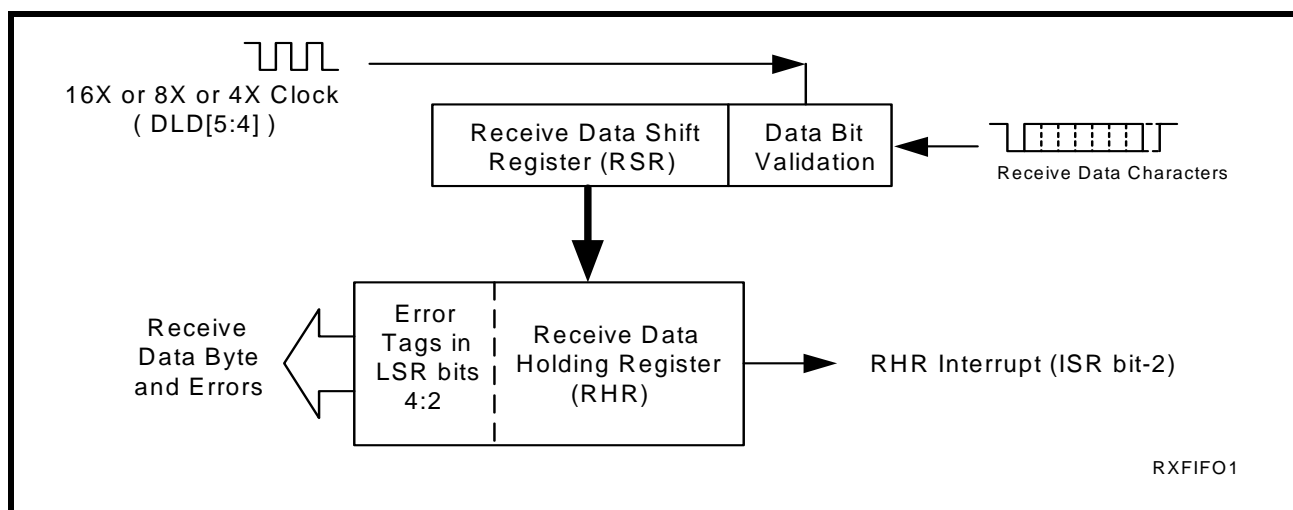 16X or 8X or 4X Clock
( DLD[5:4] )
Receive Data Shift
Register (RSR)
Data Bit
Validation
Receive Data Characters
Receive
Data Byte
and Errors
Error
Tags in
LSR bits
4:2
Receive Data
Holding Register
(RHR)
RHR Interrupt (ISR bit-2)
RXFIFO1